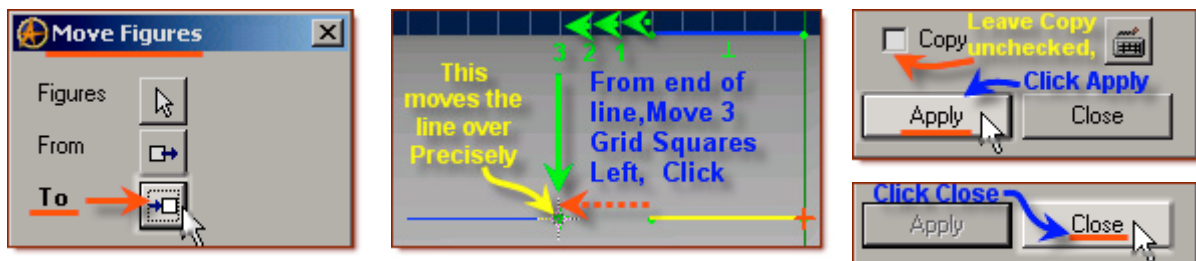 Move Figures
Figures
From
To
3 2 1
This
moves the
line over
Precisely
From end of
line,Move 3
Grid Squares
Left, Click
Copy
Leave Copy
unchecked,
Click Apply
Apply
Close
Click Close
Apply
Close